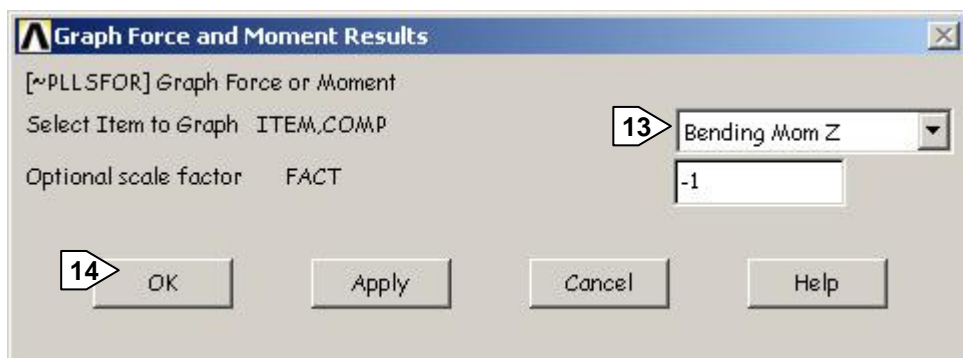 Graph Force and Moment Results
[~PLLSFOR] Graph Force or Moment
Select Item to Graph ITEM,COMP 13 Bending Mom Z
Optional scale factor FACT -1
14 OK Apply Cancel Help